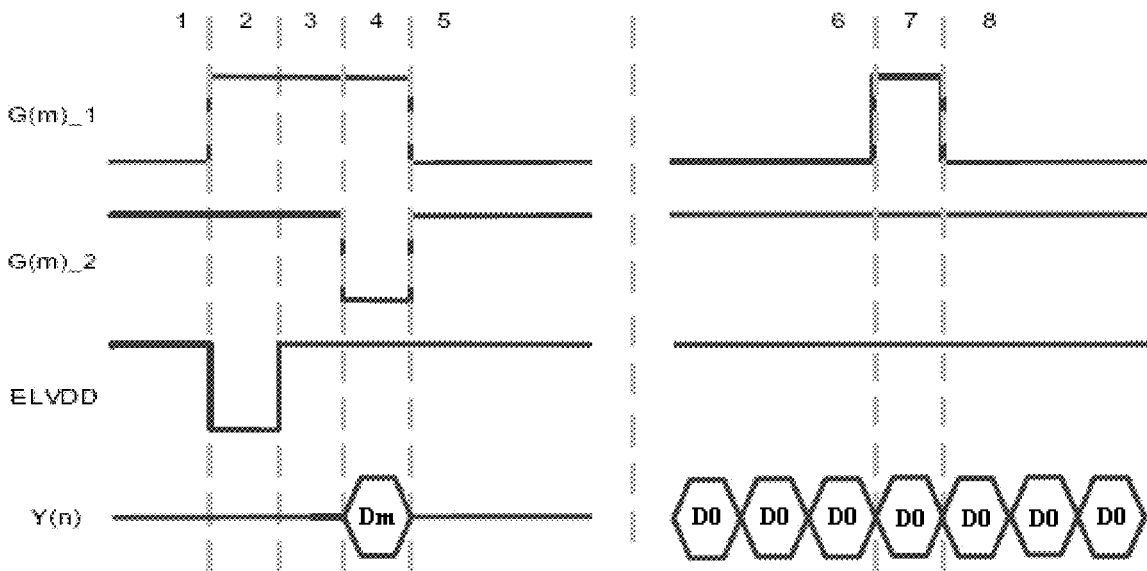 1 2 3 4 5 6 7 8
G(m)_1
G(m)_2
ELVDD
Y(n) Dm D0 D0 D0 D0 D0 D0 D0